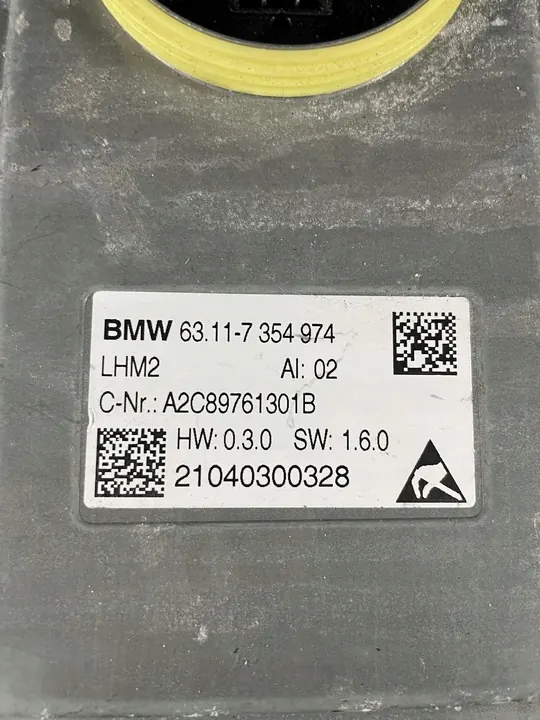 BMW 63.11-7 354 974
LHM2 AI: 02
C-Nr.: A2C89761301B
HW: 0.3.0 SW: 1.6.0
21040300328